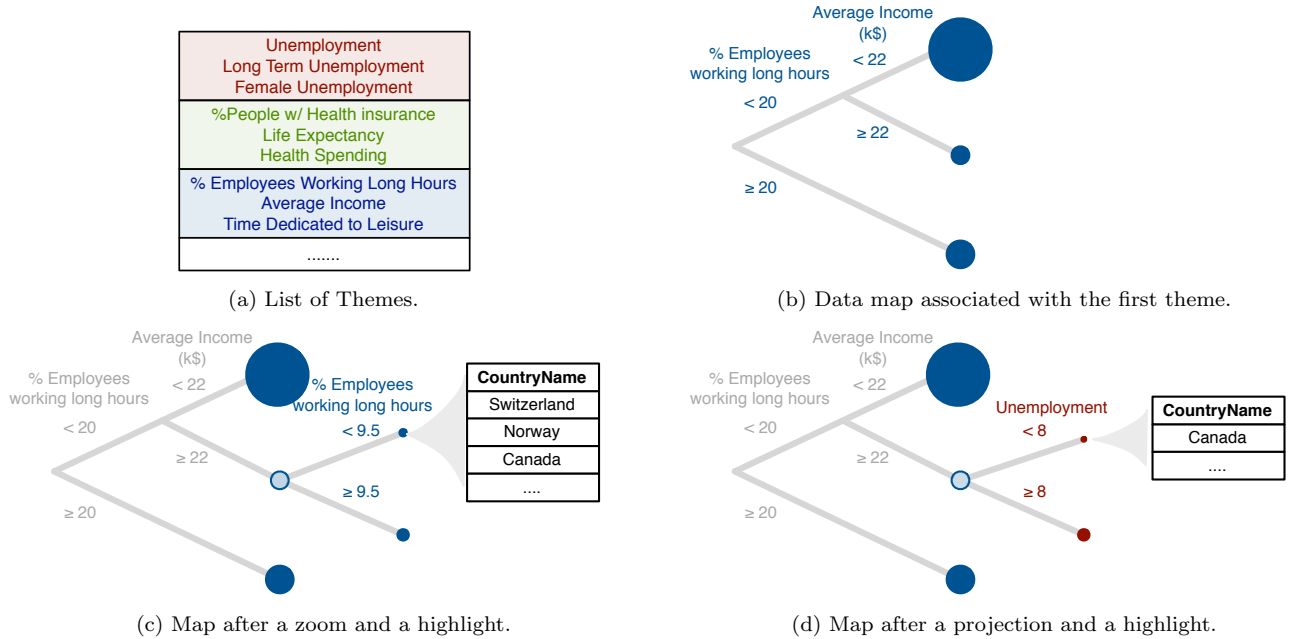 Unemployment
Long Term Unemployment
Female Unemployment
%People w/ Health insurance
Life Expectancy
Health Spending
% Employees Working Long Hours
Average Income
Time Dedicated to Leisure
.......
(a) List of Themes.
Average Income
(k$)
% Employees
working long hours
< 22
< 20
≥ 22
≥ 20
(b) Data map associated with the first theme.
Average Income
(k$)
% Employees
working long hours
< 22
% Employees
working long hours
< 20
< 9.5
≥ 22
≥ 9.5
≥ 20
CountryName
Switzerland
Norway
Canada
....
(c) Map after a zoom and a highlight.
Average Income
(k$)
% Employees
working long hours
< 22
Unemployment
< 20
< 8
≥ 22
≥ 8
≥ 20
CountryName
Canada
....
(d) Map after a projection and a highlight.